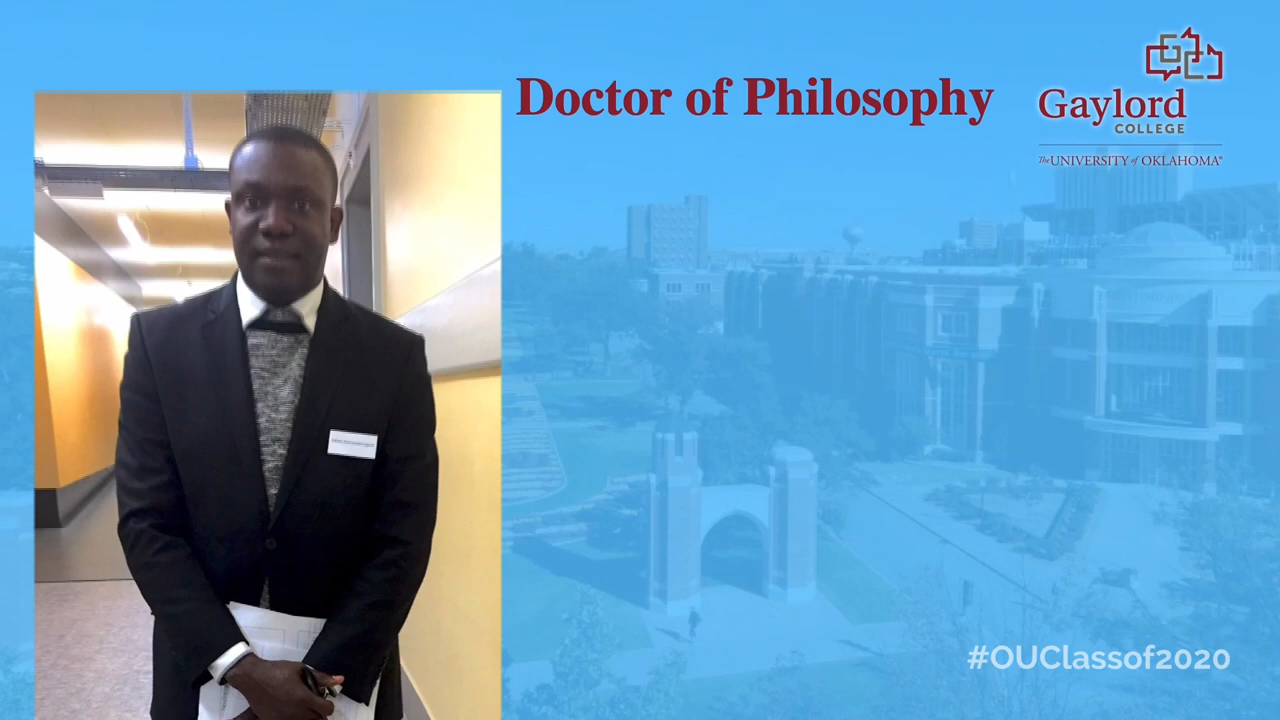 Doctor of Philosophy
Gaylord
COLLEGE
The UNIVERSITY of OKLAHOMA®
#OUClassof2020